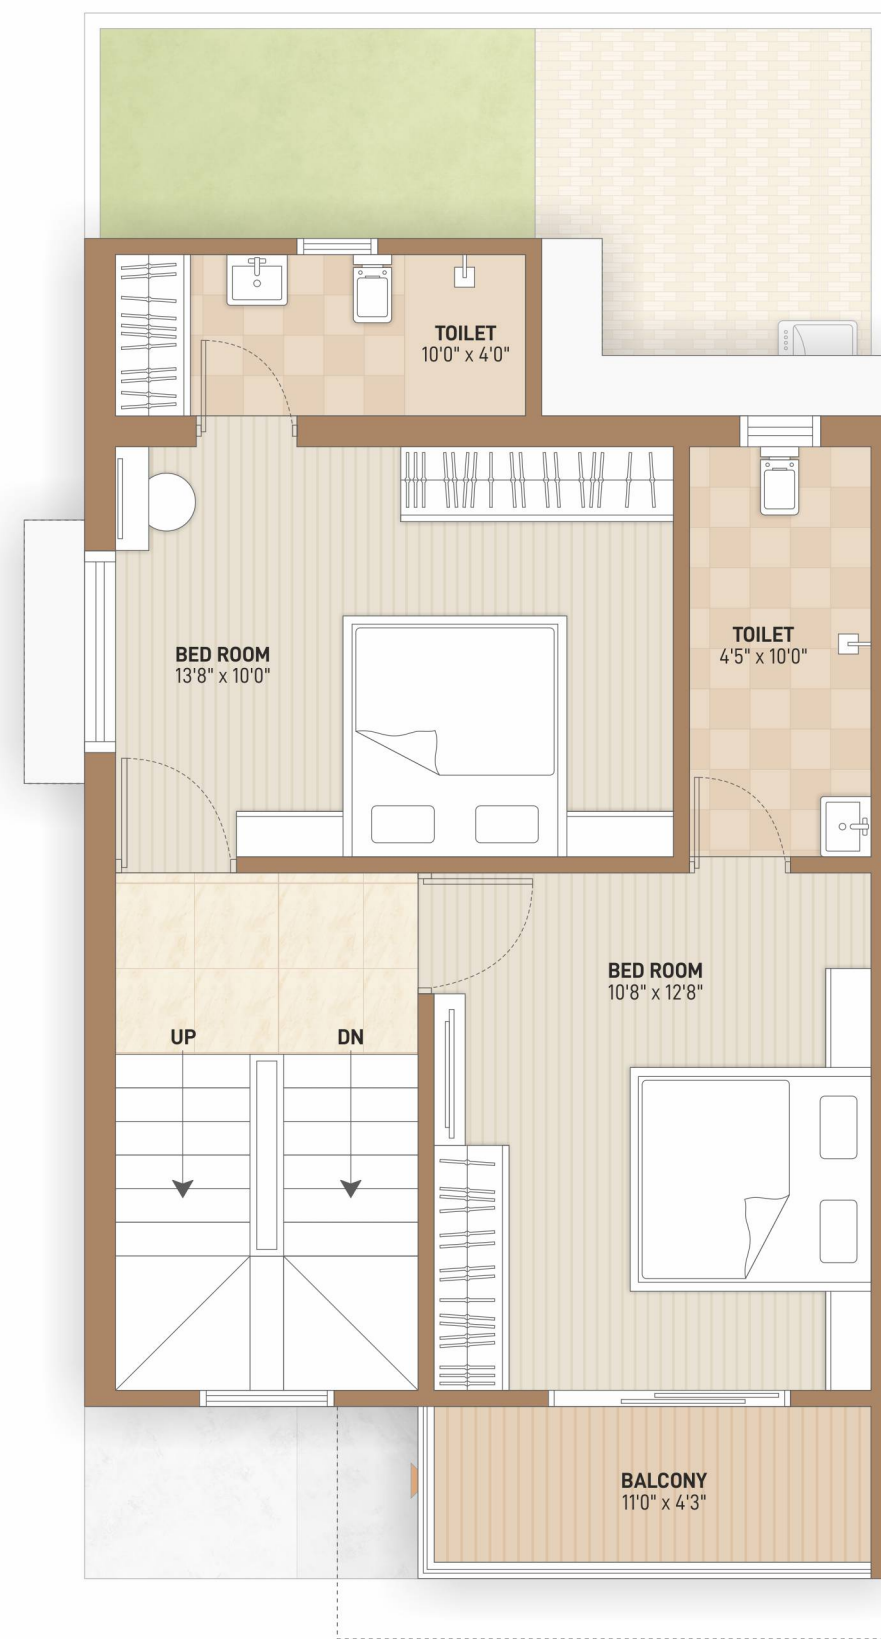 TOILET
10'0" x 4'0"
BED ROOM
13'8" x 10'0"
TOILET
4'5" x 10'0"
BED ROOM
10'8" x 12'8"
UP
DN
BALCONY
11'0" x 4'3"